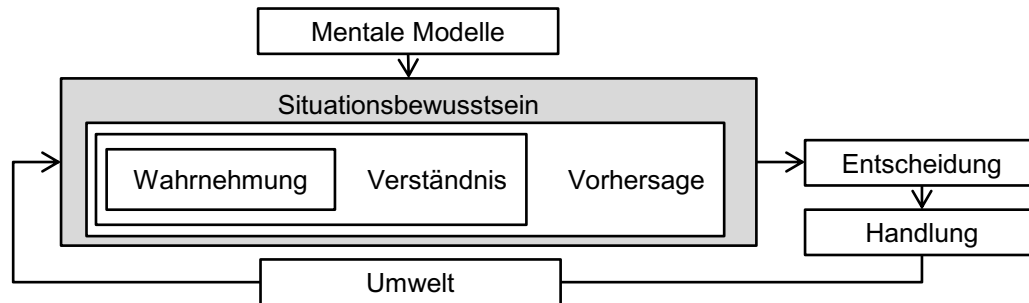 Mentale Modelle
Situationsbewusstsein
Wahrnehmung
Verständnis
Vorhersage
Entscheidung
Handlung
Umwelt